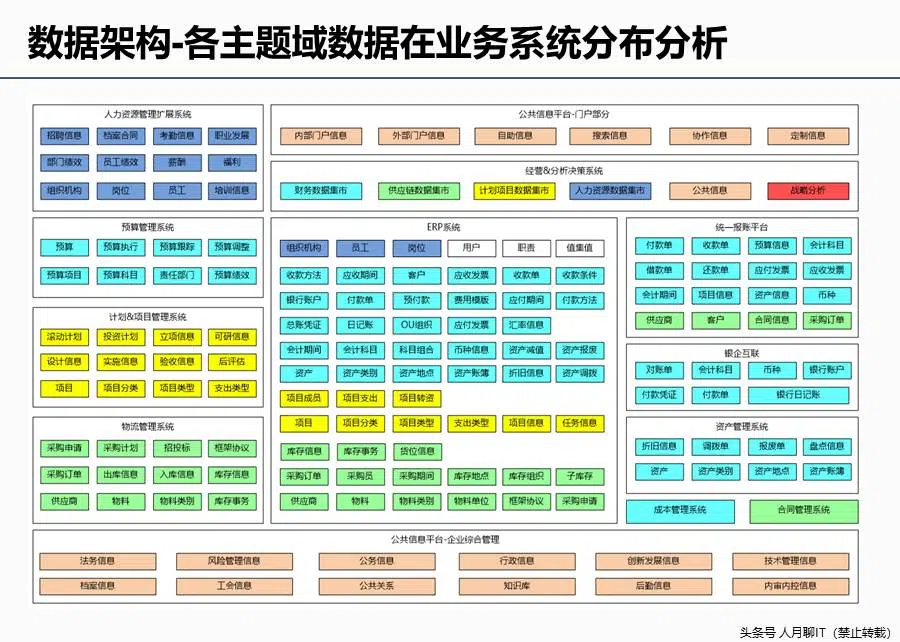 数据架构-各主题域数据在业务系统分布分析
人力资源管理扩展系统
招聘信息 档案合同 考勤信息 职业发展
部门绩效 员工绩效 薪酬 福利
组织机构 岗位 员工 培训信息
公共信息平台-门户部分
内部门户信息 外部门户信息 自助信息 搜索信息 协作信息 定制信息
经营&分析决策系统
财务数据集市 供应链数据集市 计划项目数据集市 人力资源数据集市 公共信息 战略分析
预算管理系统
预算 预算执行 预算跟踪 预算调整
预算项目 预算科目 责任部门 预算绩效
计划&项目管理系统
滚动计划 投资计划 立项信息 可研信息
设计信息 实施信息 验收信息 后评估
项目 项目分类 项目类型 支出类型
物流管理系统
采购申请 采购计划 招投标 框架协议
采购订单 出库信息 入库信息 库存信息
供应商 物料 物料类别 库存事务
ERP系统
组织机构 员工 岗位 用户 职责 值集值
收款方法 应收期间 客户 应收发票 收款单 收款条件
银行账户 付款单 预付款 费用模版 应付期间 付款方法
总账凭证 日记账 OU组织 应付发票 汇率信息
会计期间 会计科目 科目组合 币种信息 资产减值 资产报废
资产 资产类别 资产地点 资产账簿 折旧信息 资产调拨
项目成员 项目支出 项目转资
项目 项目分类 项目类型 支出类型 项目信息 任务信息
库存信息 库存事务 货位信息
采购订单 采购员 采购期间 库存地点 库存组织 子库存
供应商 物料 物料类别 物料单位 框架协议 采购申请
统一报账平台
付款单 收款单 预算信息 会计科目
借款单 还款单 应付发票 应收发票
会计期间 项目信息 资产信息 币种
供应商 客户 合同信息 采购订单
银企互联
对账单 会计科目 币种 银行账户
付款凭证 付款单 银行日记账
资产管理系统
折旧信息 调拨单 报废单 盘点信息
资产 资产类别 资产地点 资产账簿
成本管理系统 合同管理系统
公共信息平台-企业综合管理
法务信息 风险管理信息 公务信息 行政信息 创新发展信息 技术管理信息
档案信息 工会信息 公共关系 知识库 后勤信息 内审内控信息
头条号 人月聊IT（禁止转载）